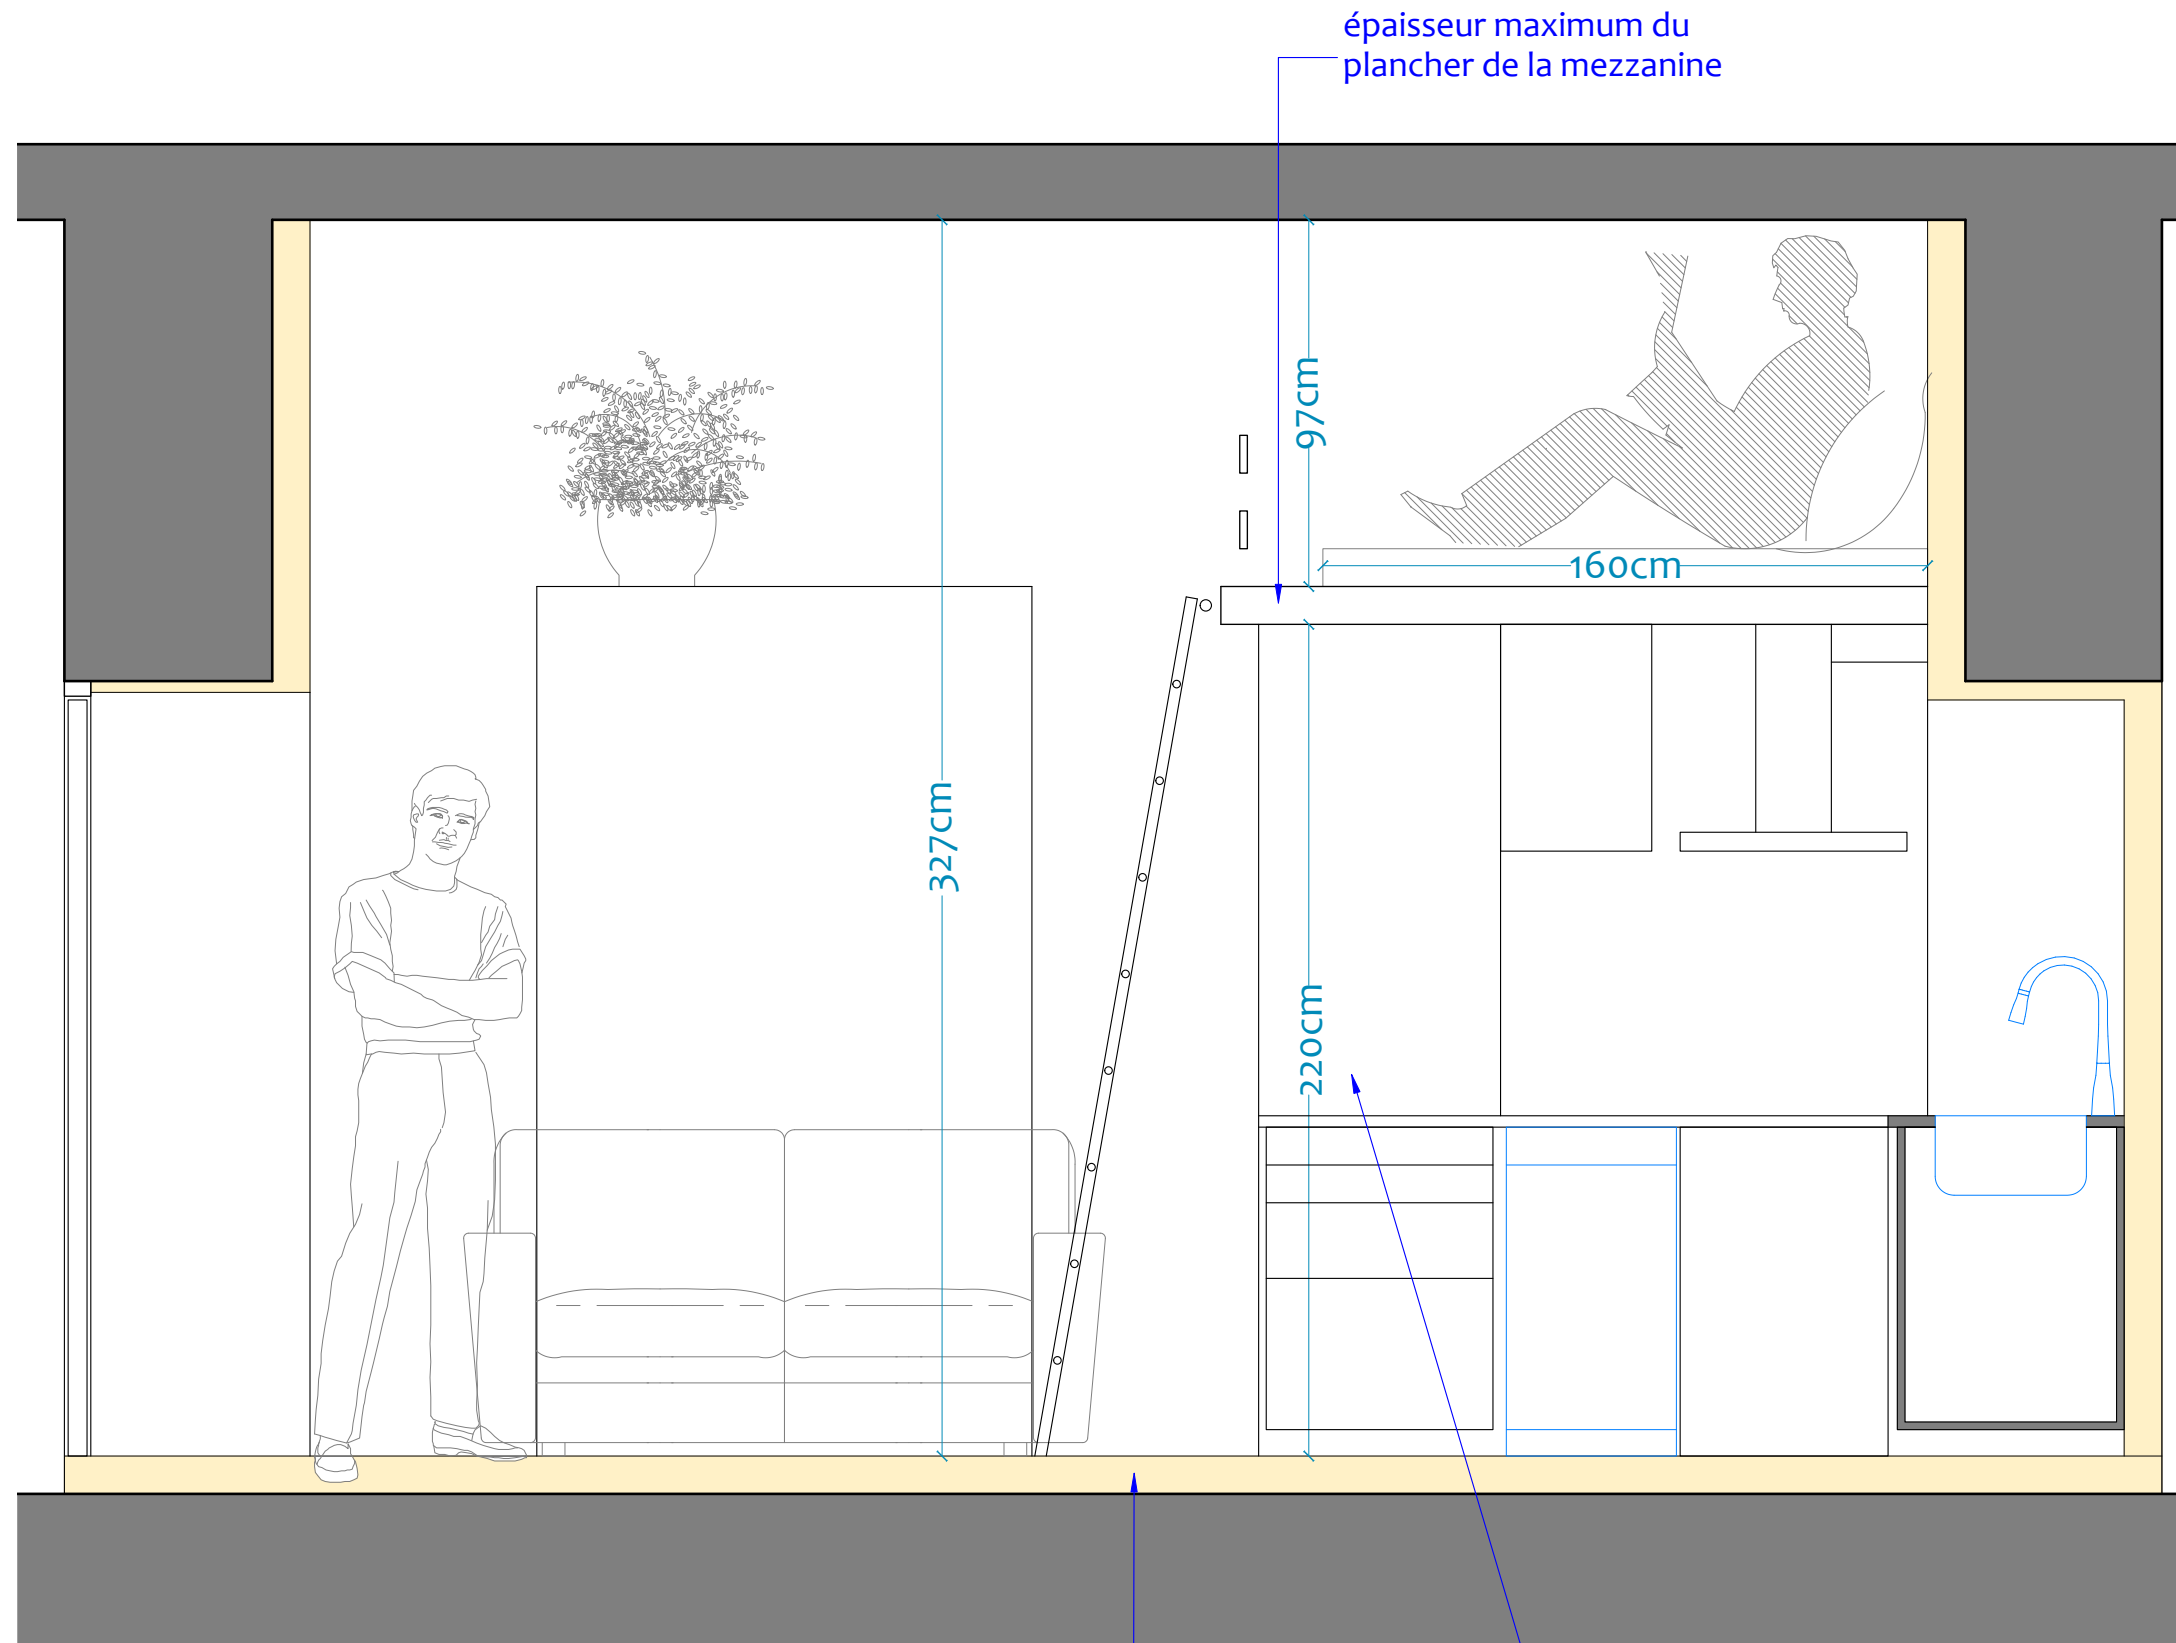 épaisseur maximum du
plancher de la mezzanine
97cm
160cm
327cm
220cm